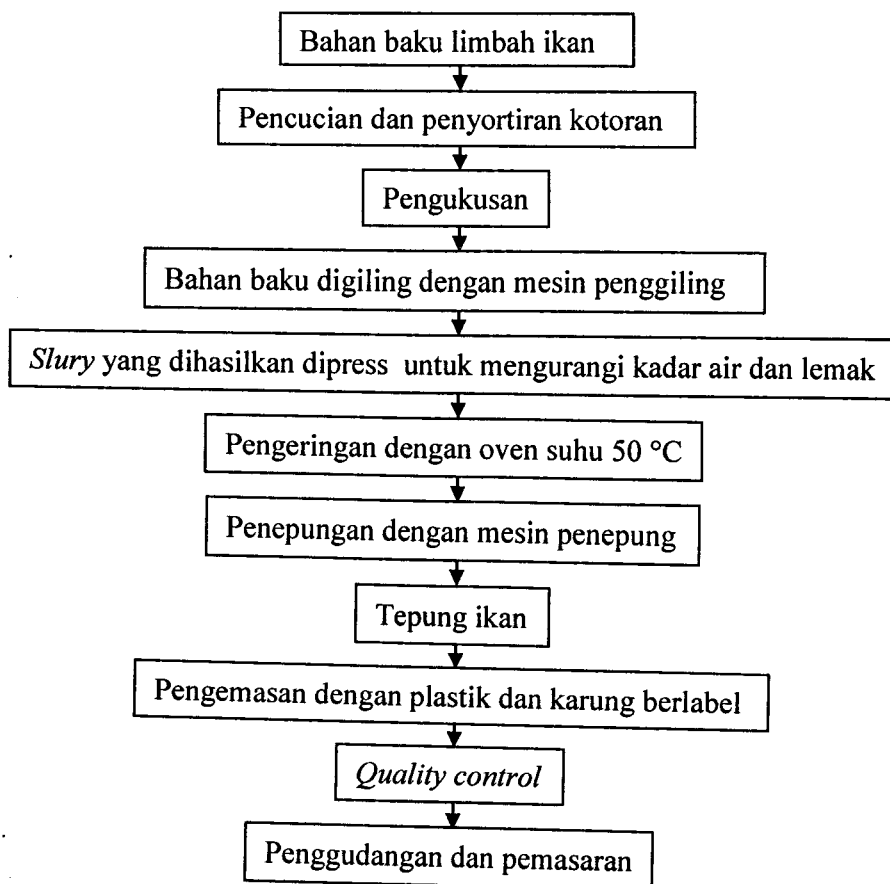 Bahan baku limbah ikan
Pencucian dan penyortiran kotoran
Pengukusan
Bahan baku digiling dengan mesin penggiling
Slury yang dihasilkan dipress untuk mengurangi kadar air dan lemak
Pengeringan dengan oven suhu 50 °C
Penepungan dengan mesin penepung
Tepung ikan
Pengemasan dengan plastik dan karung berlabel
Quality control
Penggudangan dan pemasaran